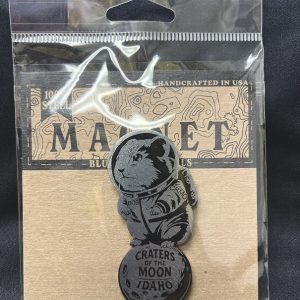 HANDCRAFTED IN USA
MAGNET
CRATERS
OF THE
MOON
IDAHO